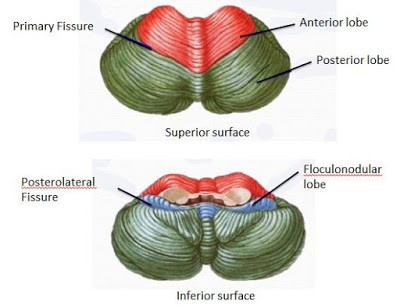 Primary Fissure
Anterior lobe
Posterior lobe
Superior surface
Posterolateral
Fissure
Floculonodular
lobe
Inferior surface